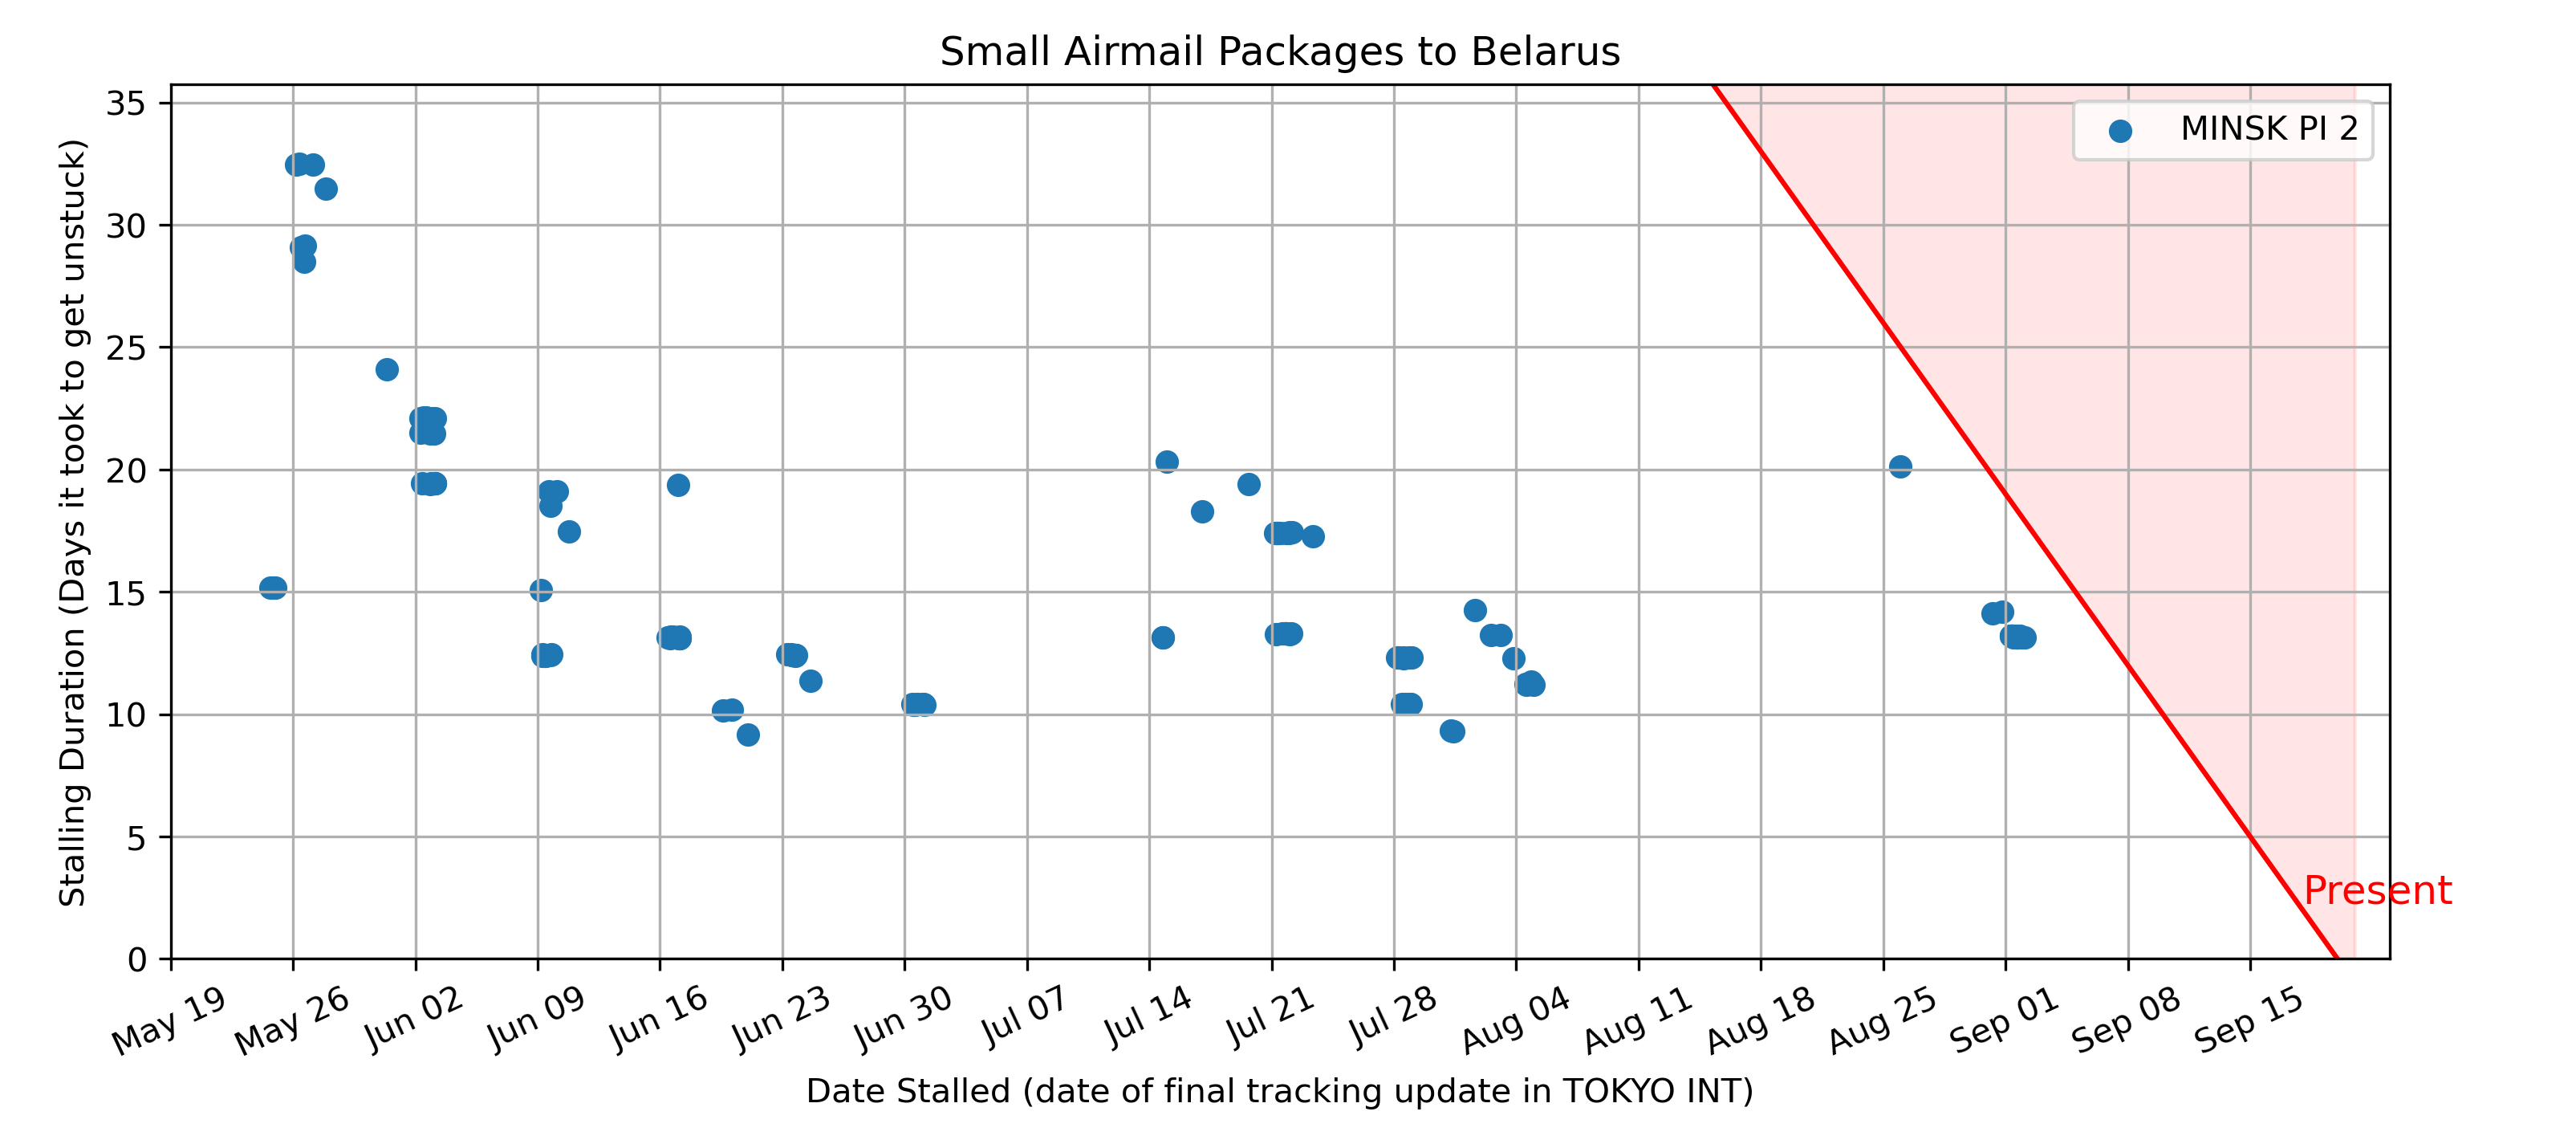 Small Airmail Packages to Belarus
MINSK PI 2
Stalling Duration (Days it took to get unstuck)
35
30
25
20
15
10
5
0
Present
May 19
May 26
Jun 02
Jun 09
Jun 16
Jun 23
Jun 30
Jul 07
Jul 14
Jul 21
Jul 28
Aug 04
Aug 11
Aug 18
Aug 25
Sep 01
Sep 08
Sep 15
Date Stalled (date of final tracking update in TOKYO INT)